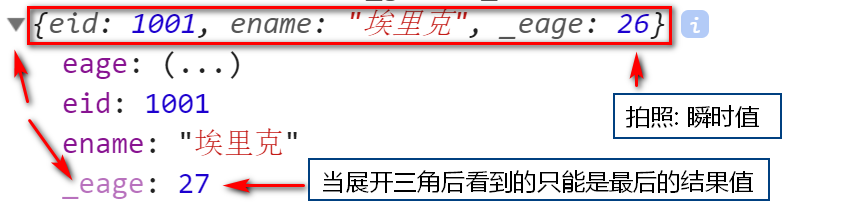 {eid: 1001, ename: "埃里克", _eage: 26} i
eage: (...)
eid: 1001
拍照: 瞬时值
ename: "埃里克"
_eage: 27
当展开三角后看到的只能是最后的结果值